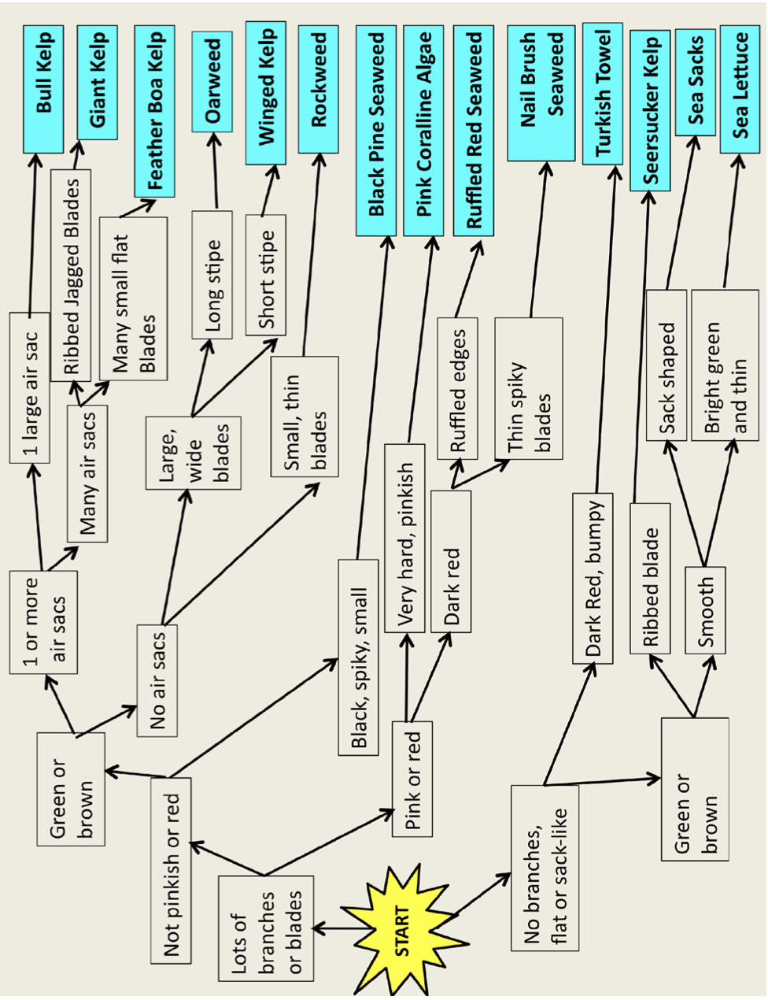 START
Lots of
branches
or blades
No branches,
flat or sack-like
Not pinkish or red
Pink or red
Green or
brown
Black, spiky, small
Green or
brown
1 or more
air sacs
No air sacs
Very hard, pinkish
Dark red
Dark Red, bumpy
Ribbed blade
Smooth
1 large air sac
Many air sacs
Large,
wide
blades
Small, thin
blades
Ruffled edges
Thin spiky
blades
Sack shaped
Bright green
and thin
Ribbed Jagged Blades
Many small flat
Blades
Long stipe
Short stipe
Bull Kelp
Giant Kelp
Feather Boa Kelp
Oarweed
Winged Kelp
Rockweed
Black Pine Seaweed
Pink Coralline Algae
Ruffled Red Seaweed
Nail Brush
Seaweed
Turkish Towel
Seersucker Kelp
Sea Sacks
Sea Lettuce